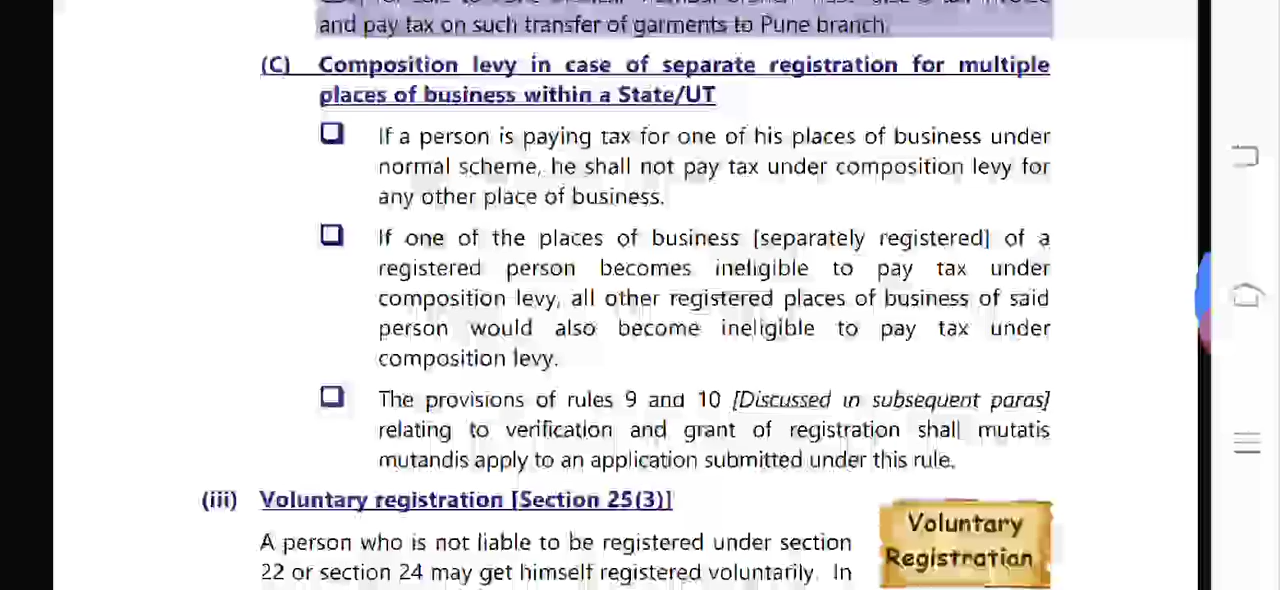 and pay tax on such transfer of garments to Pune branch.
(C) Composition levy in case of separate registration for multiple
places of business within a State/UT
If a person is paying tax for one of his places of business under
normal scheme, he shall not pay tax under composition levy for
any other place of business.
If one of the places of business [separately registered] of a
registered person becomes ineligible to pay tax under
composition levy, all other registered places of business of said
person would also become ineligible to pay tax under
composition levy.
The provisions of rules 9 and 10 [Discussed in subsequent paras]
relating to verification and grant of registration shall mutatis
mutandis apply to an application submitted under this rule.
(iii) Voluntary registration [Section 25(3)]
Voluntary
Registration
A person who is not liable to be registered under section
22 or section 24 may get himself registered voluntarily. In